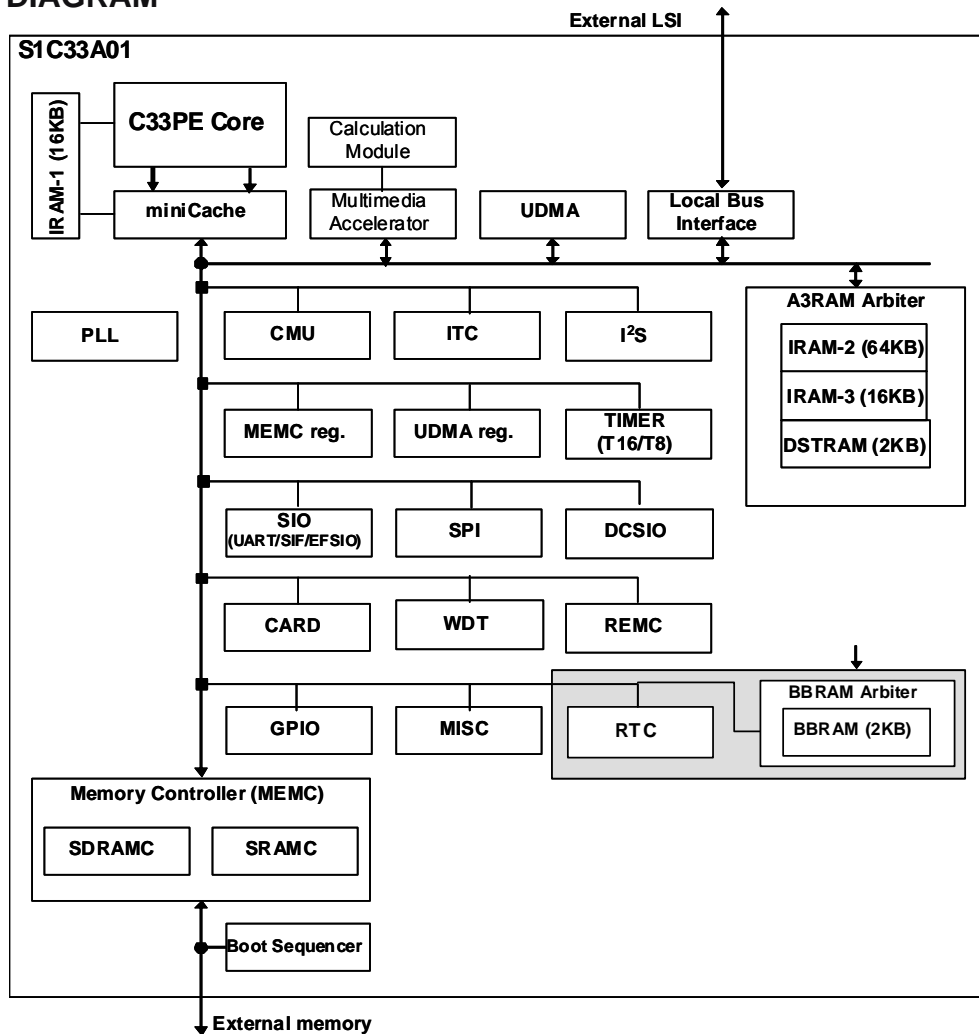 DIAGRAM
External LSI
S1C33A01
IRAM-1 (16KB)
C33PE Core
miniCache
Calculation
Module
Multimedia
Accelerator
UDMA
Local Bus
Interface
A3RAM Arbiter
IRAM-2 (64KB)
IRAM-3 (16KB)
DSTRAM (2KB)
PLL
CMU
ITC
I²S
MEMC reg.
UDMA reg.
TIMER
(T16/T8)
SIO
(UART/SIF/EFSIO)
SPI
DCSIO
CARD
WDT
REMC
GPIO
MISC
RTC
BBRAM Arbiter
BBRAM (2KB)
Memory Controller (MEMC)
SDRAMC
SRAMC
Boot Sequencer
External memory